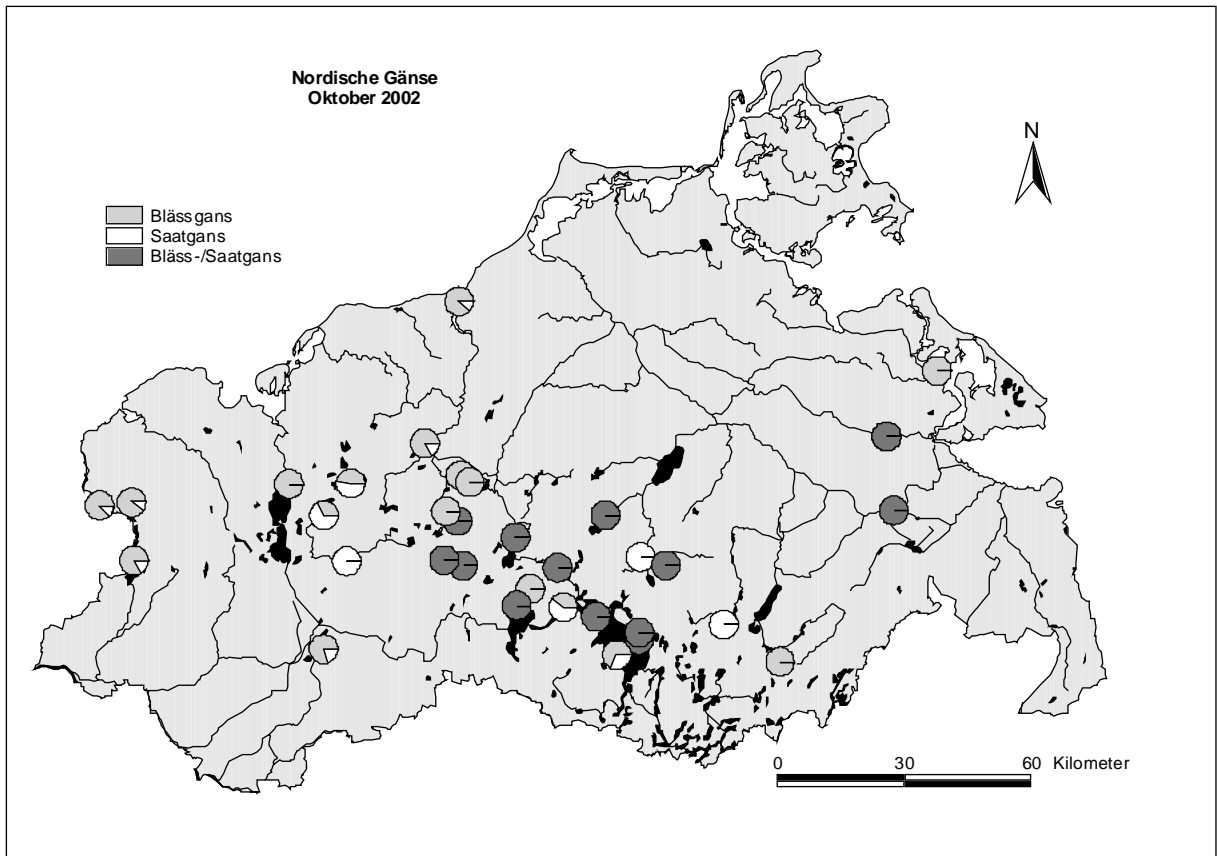 Nordische Gänse
Oktober 2002
N
Blässgans
Saatgans
Bläss-/Saatgans
0 30 60 Kilometer